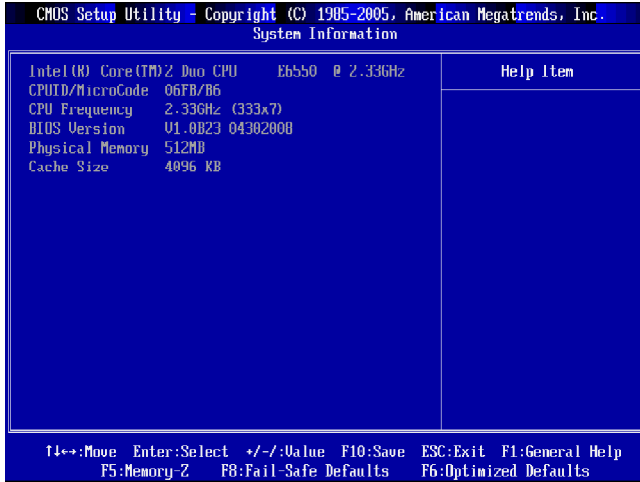 CMOS Setup Utility - Copyright (C) 1985-2005, American Megatrends, Inc.
System Information
Intel(R) Core(TM)2 Duo CPU E6550 @ 2.33GHz
Help Item
CPUID/MicroCode 06FB/B6
CPU Frequency 2.33GHz (333x7)
BIOS Version V1.0B23 04302008
Physical Memory 512MB
Cache Size 4096 KB
↑↓←→:Move Enter:Select +/-/:Value F10:Save ESC:Exit F1:General Help
F5:Memory-Z F8:Fail-Safe Defaults F6:Optimized Defaults